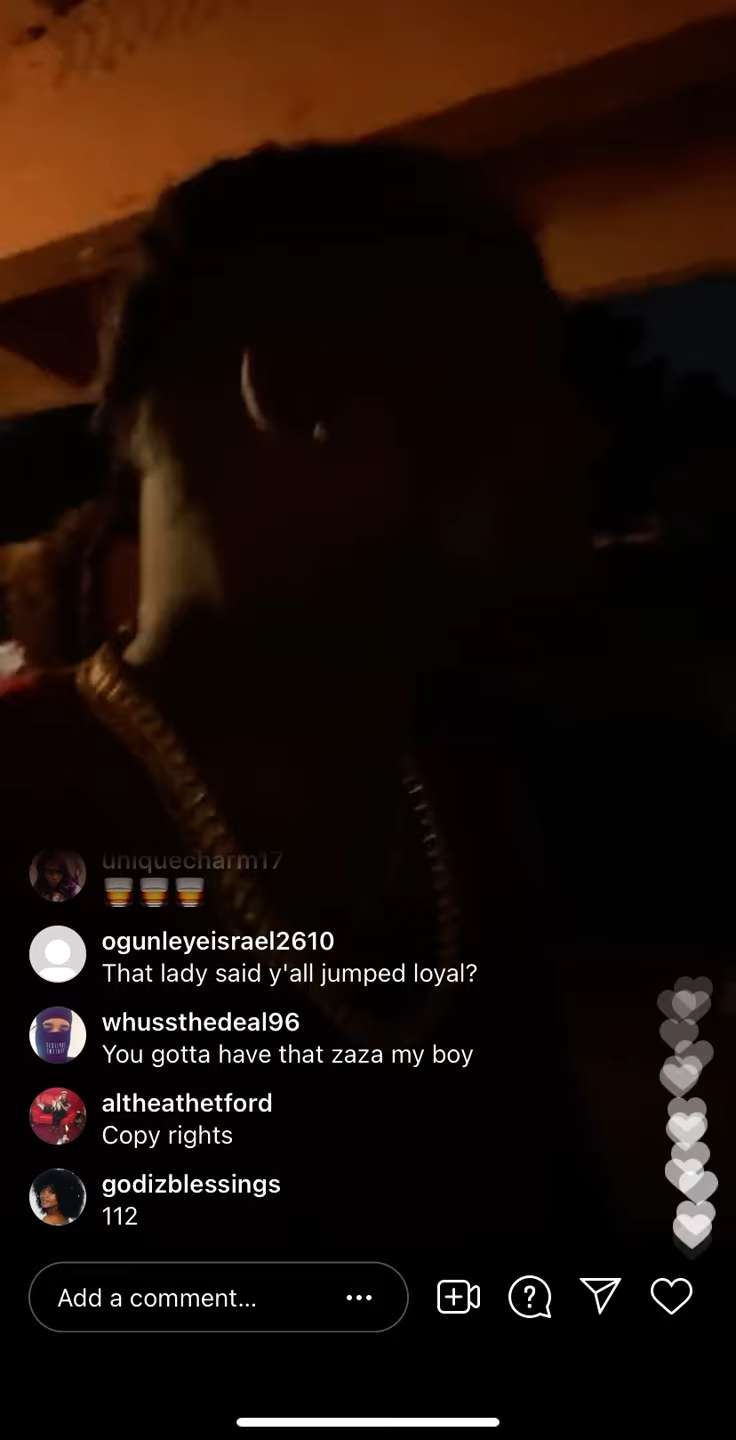 uniquecharm17
🥃🥃🥃
ogunleyeisrael2610
That lady said y'all jumped loyal?
whussthedeal96
You gotta have that zaza my boy
altheathetford
Copy rights
godizblessings
112
Add a comment...